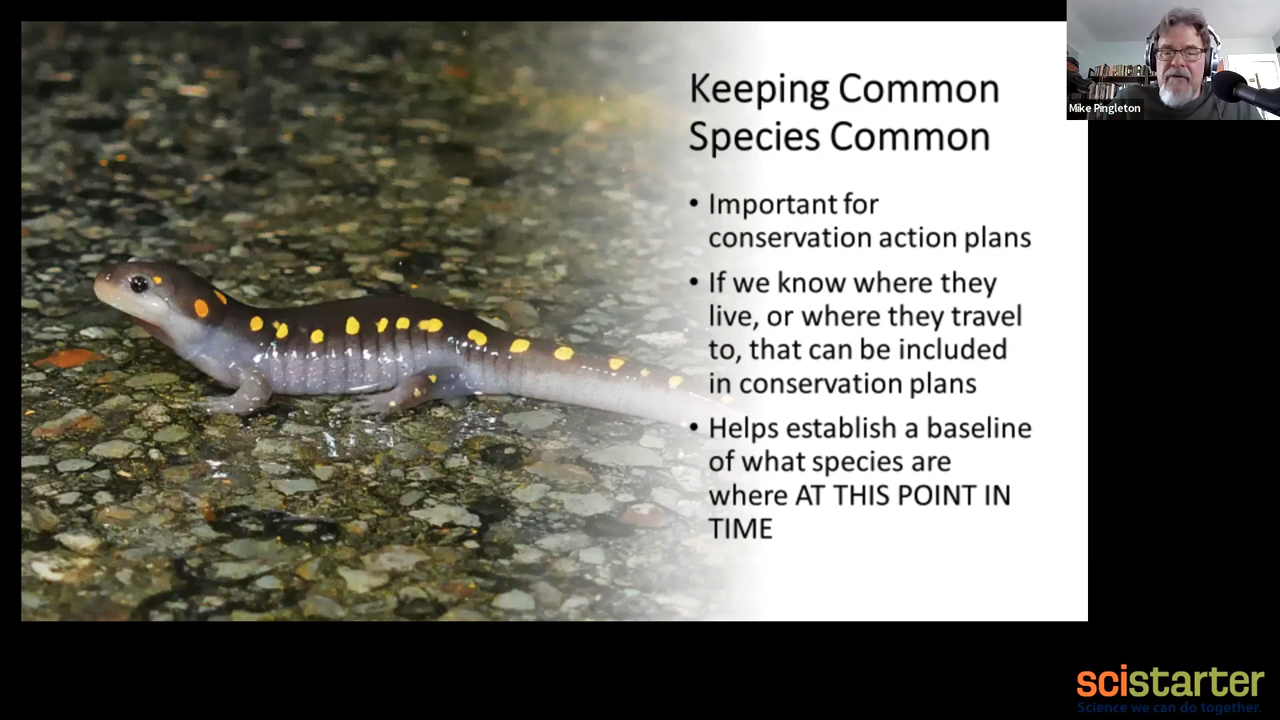 Keeping Common
Species Common
• Important for
conservation action plans
• If we know where they
live, or where they travel
to, that can be included
in conservation plans
• Helps establish a baseline
of what species are
where AT THIS POINT IN
TIME
Mike Pingleton
scistarter
Science we can do together.